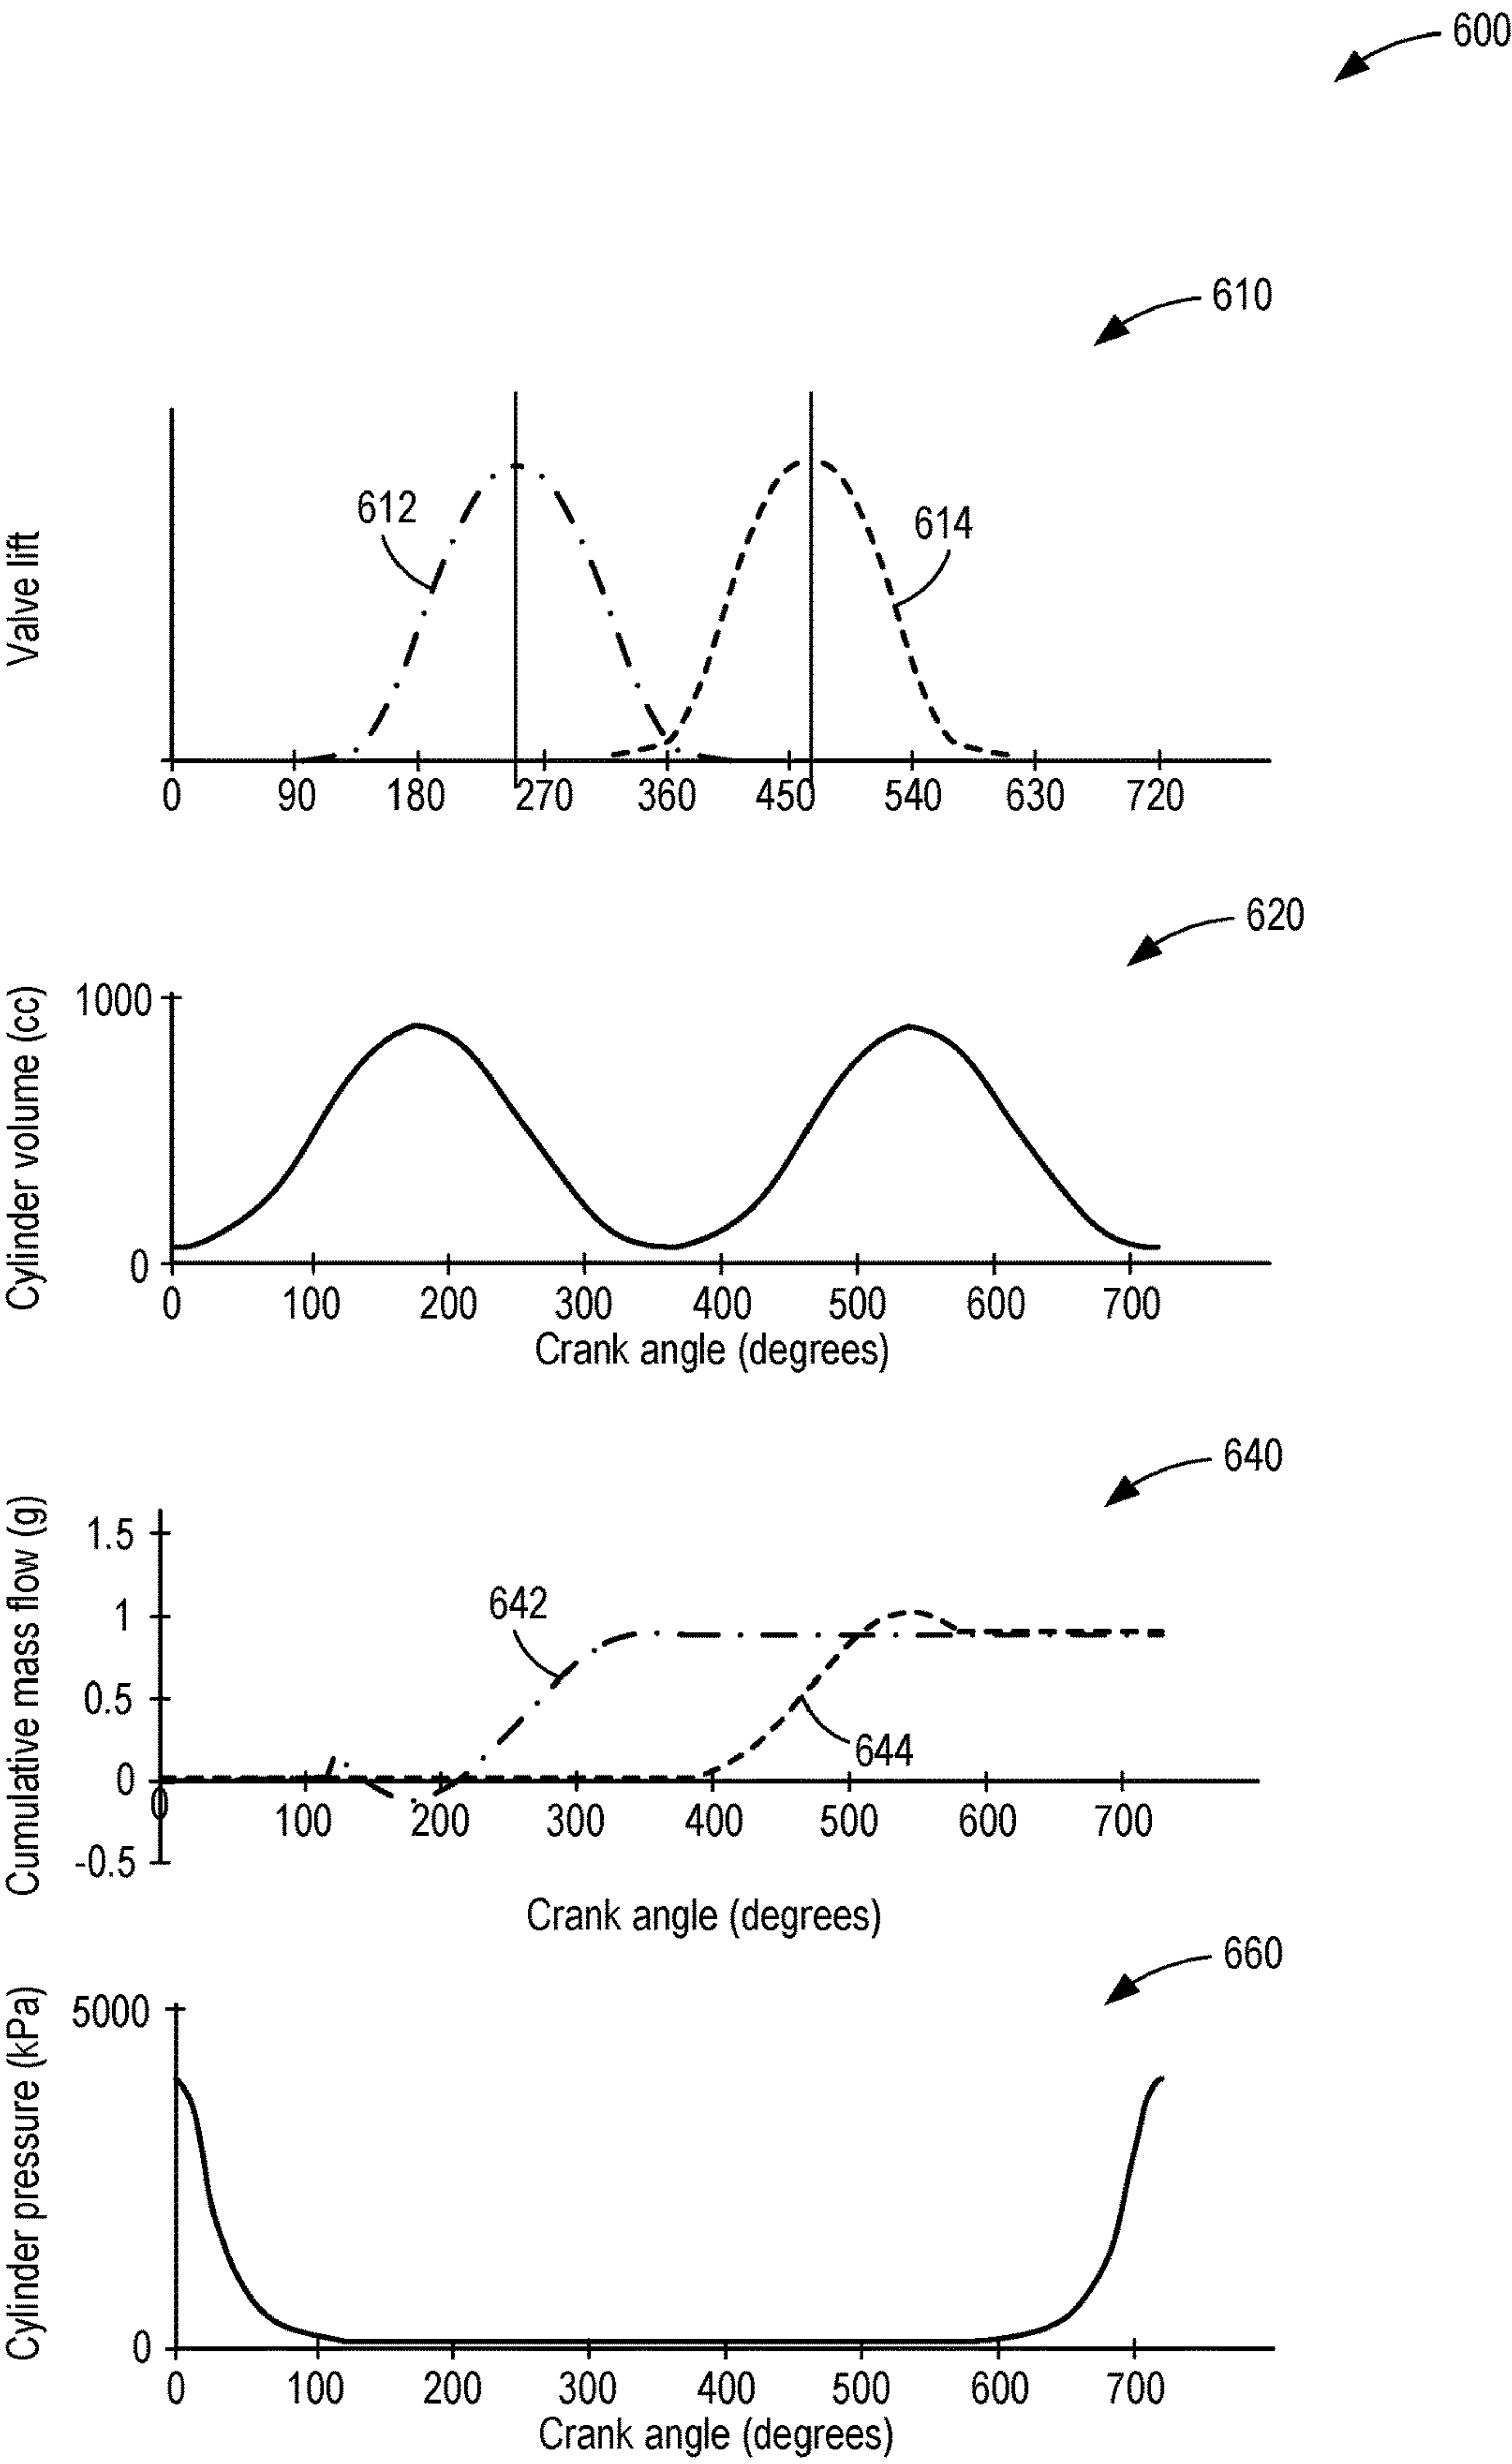 600
610
Valve lift
612
614
0 90 180 270 360 450 540 630 720
620
Cylinder volume (cc)
1000
0
0 100 200 300 400 500 600 700
Crank angle (degrees)
640
Cumulative mass flow (g)
1.5
1
0.5
0
-0.5
642
644
0 100 200 300 400 500 600 700
Crank angle (degrees)
660
Cylinder pressure (kPa)
5000
0
0 100 200 300 400 500 600 700
Crank angle (degrees)